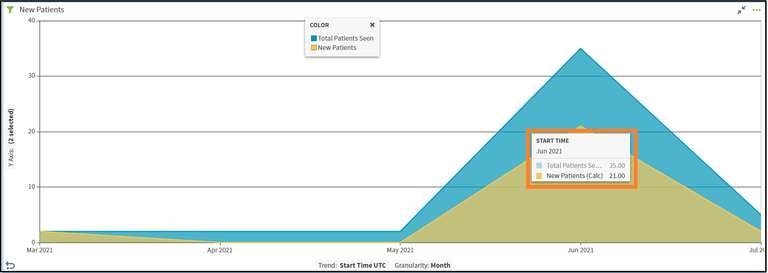 New Patients
COLOR
Total Patients Seen
New Patients
40
30
20
10
0
Y Axis: (2 selected)
START TIME
Jun 2021
Total Patients Se... 35.00
New Patients (Calc) 21.00
Mar 2021 Apr 2021 May 2021 Jun 2021 Jul 2
Trend: Start Time UTC Granularity: Month